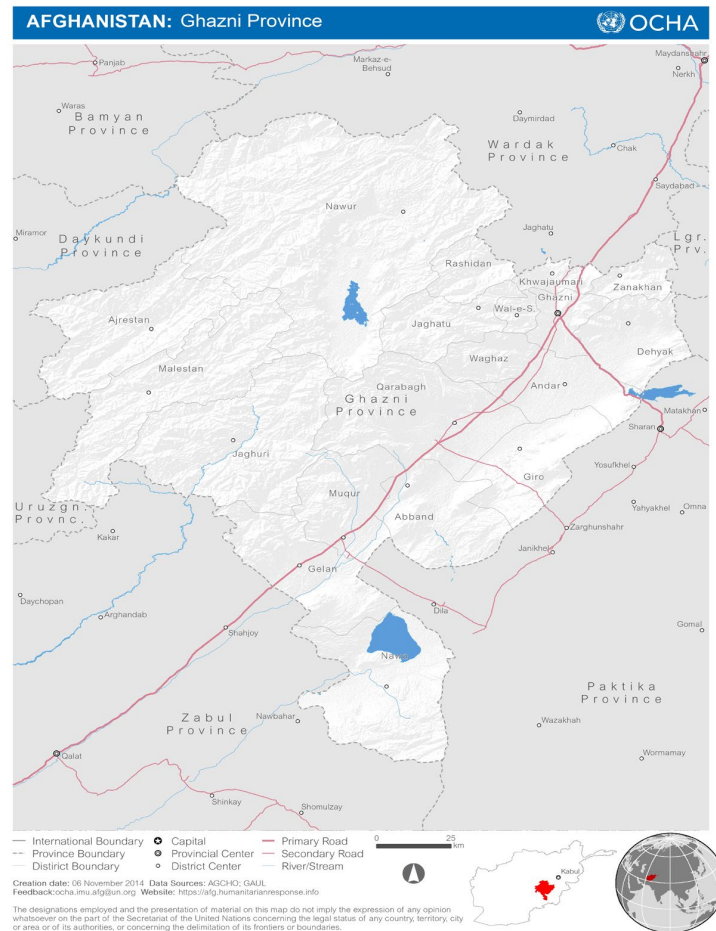 AFGHANISTAN: Ghazni Province
OCHA
Maydanshahr
Panjab
Markaz-e-
Behsud
Nerkh
Waras
Bamyan
Province
Daymirdad
Wardak
Province
Chak
Saydabad
Nawur
Miramor
Daykundi
Province
Jaghatu
Lgr.
Prv.
Rashidan
Khwajaumari
Zanakhan
Ghazni
Wal-e-S.
Ajrestan
Jaghatu
Dehyak
Waghaz
Malestan
Qarabagh
Andar
Ghazni
Province
Matakhan
Sharan
Jaghuri
Yosufkhel
Giro
Muqur
Uruzgn.
Provnc.
Abband
Yahyakhel
Omna
Kakar
Zarghunshahr
Janikhel
Gelan
Daychopan
Arghandab
Dila
Shahjoy
Gomal
Paktika
Province
Zabul
Province
Nawbahar
Wazakhah
Qalat
Wormamay
Shinkay
Shomulzay
International Boundary
Province Boundary
District Boundary
Capital
Provincial Center
District Center
Primary Road
Secondary Road
River/Stream
0 25
km
Kabul
Creation date: 06 November 2014 Data Sources: AGCHO; GAUL
Feedback:ocha.imu.afg@un.org Website: https://afg.humanitarianresponse.info
The designations employed and the presentation of material on this map do not imply the expression of any opinion
whatsoever on the part of the Secretariat of the United Nations concerning the legal status of any country, territory, city
or area or of its authorities, or concerning the delimitation of its frontiers or boundaries.